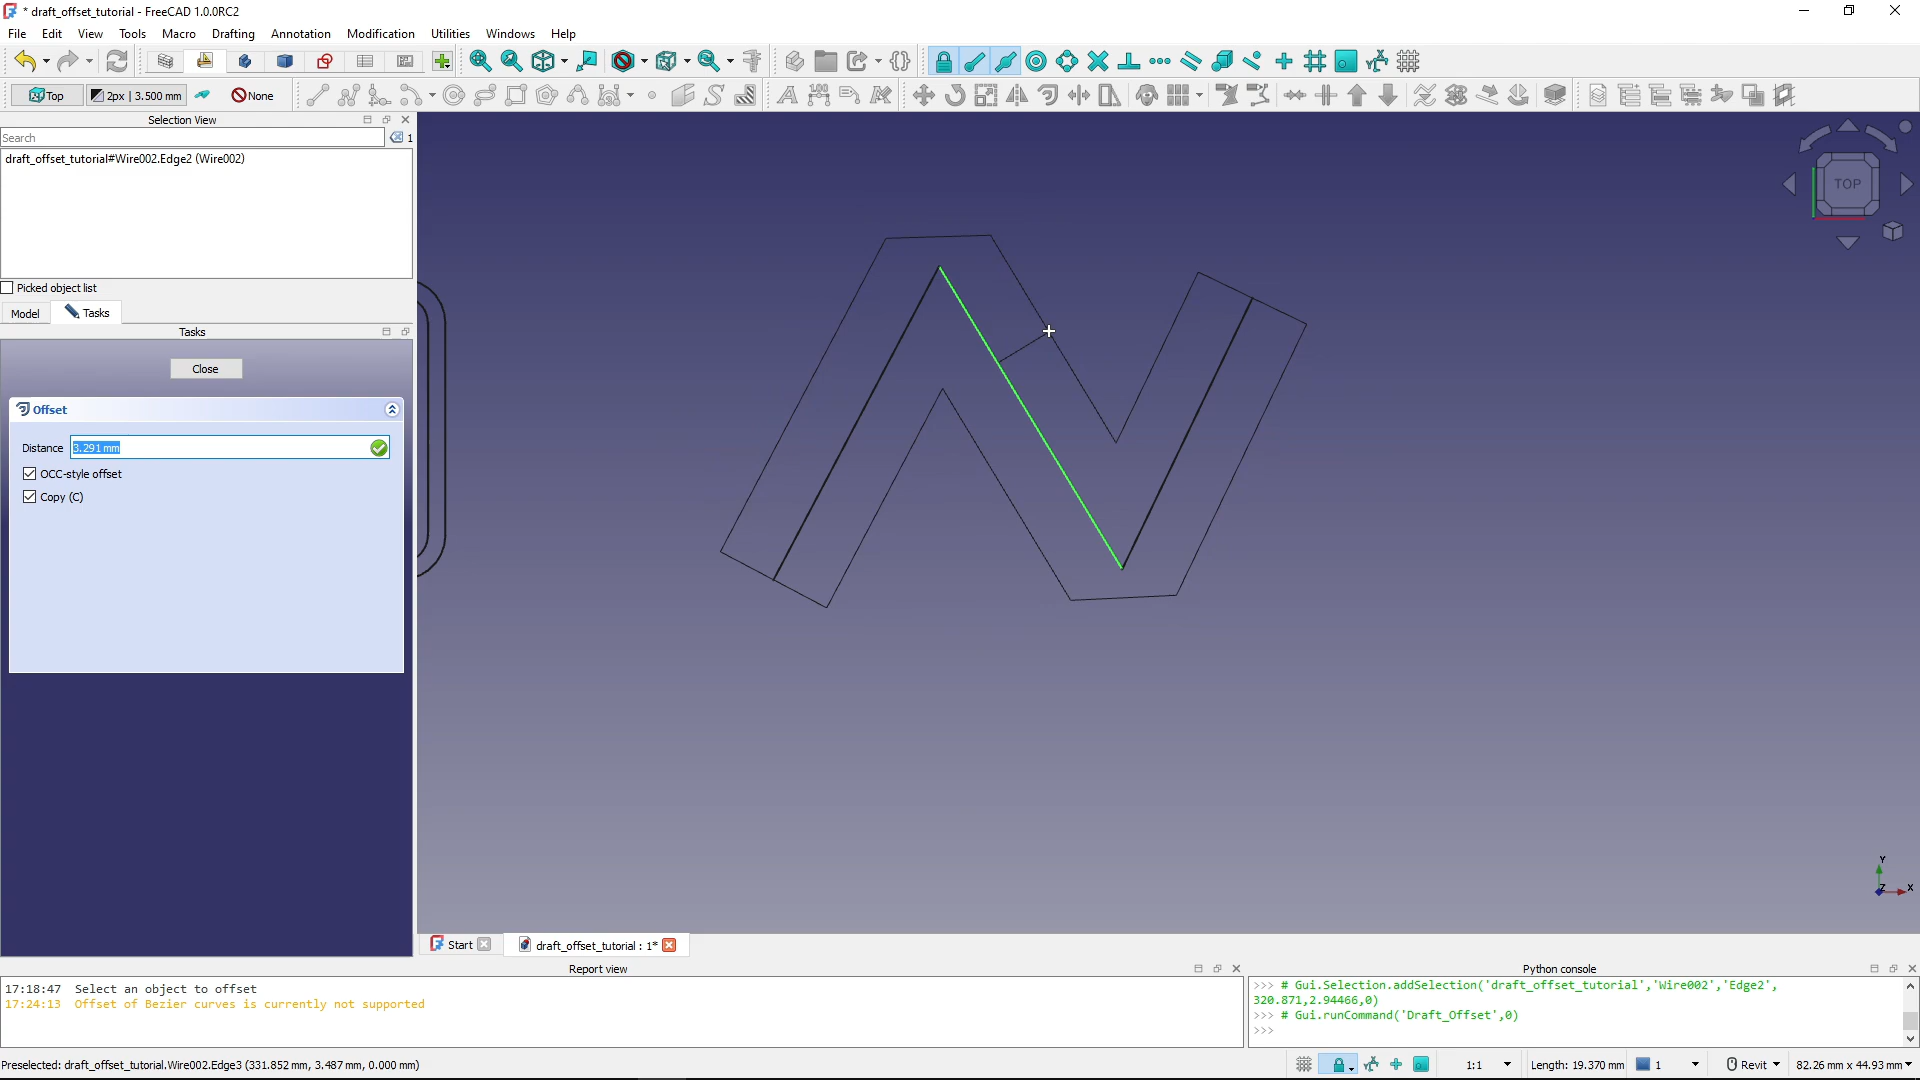 * draft_offset_tutorial - FreeCAD 1.0.0RC2
File Edit View Tools Macro Drafting Annotation Modification Utilities Windows Help
Top 2px | 3.500 mm None
Selection View
Search 1
draft_offset_tutorial#Wire002.Edge2 (Wire002)
Picked object list
Model Tasks
Tasks
Close
Offset
Distance 3.291 mm
OCC-style offset
Copy (C)
TOP
Y
Z X
Start draft_offset_tutorial : 1*
Report view
17:18:47 Select an object to offset
17:24:13 Offset of Bezier curves is currently not supported
Python console
>>> # Gui.Selection.addSelection('draft_offset_tutorial','Wire002','Edge2',
320.871,2.94466,0)
>>> # Gui.runCommand('Draft_Offset',0)
>>>
Preselected: draft_offset_tutorial.Wire002.Edge3 (331.852 mm, 3.487 mm, 0.000 mm) 1:1 Length: 19.370 mm 1 Revit 82.26 mm x 44.93 mm